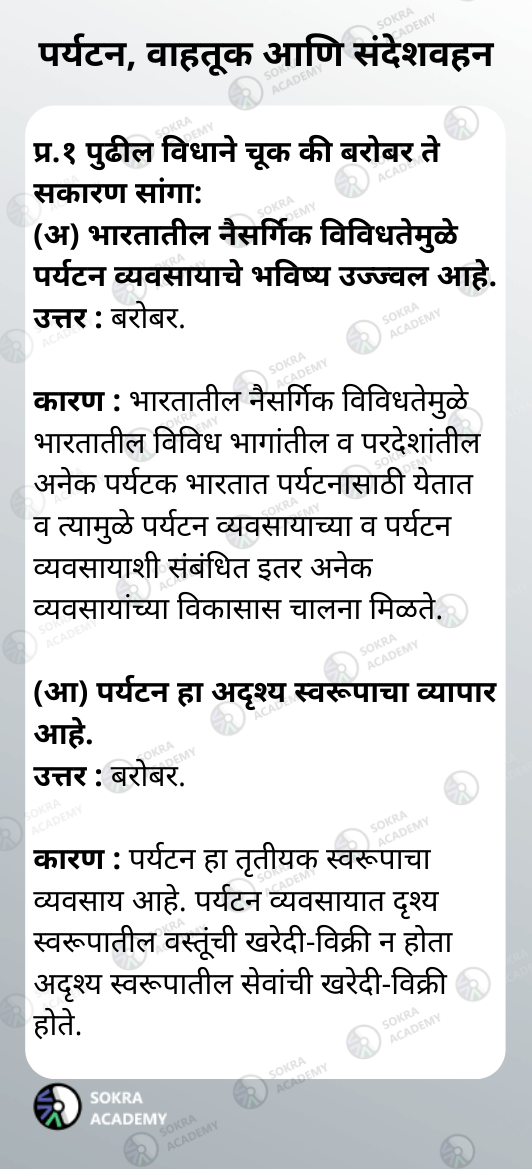 पर्यटन, वाहतूक आणि संदेशवहन
प्र.१ पुढील विधाने चूक की बरोबर ते
सकारण सांगा:
(अ) भारतातील नैसर्गिक विविधतेमुळे
पर्यटन व्यवसायाचे भविष्य उज्ज्वल आहे.
उत्तर : बरोबर.
कारण : भारतातील नैसर्गिक विविधतेमुळे
भारतातील विविध भागांतील व परदेशांतील
अनेक पर्यटक भारतात पर्यटनासाठी येतात
व त्यामुळे पर्यटन व्यवसायाच्या व पर्यटन
व्यवसायाशी संबंधित इतर अनेक
व्यवसायांच्या विकासास चालना मिळते.
(आ) पर्यटन हा अदृश्य स्वरूपाचा व्यापार
आहे.
उत्तर : बरोबर.
कारण : पर्यटन हा तृतीयक स्वरूपाचा
व्यवसाय आहे. पर्यटन व्यवसायात दृश्य
स्वरूपातील वस्तूंची खरेदी-विक्री न होता
अदृश्य स्वरूपातील सेवांची खरेदी-विक्री
होते.
SOKRA
ACADEMY